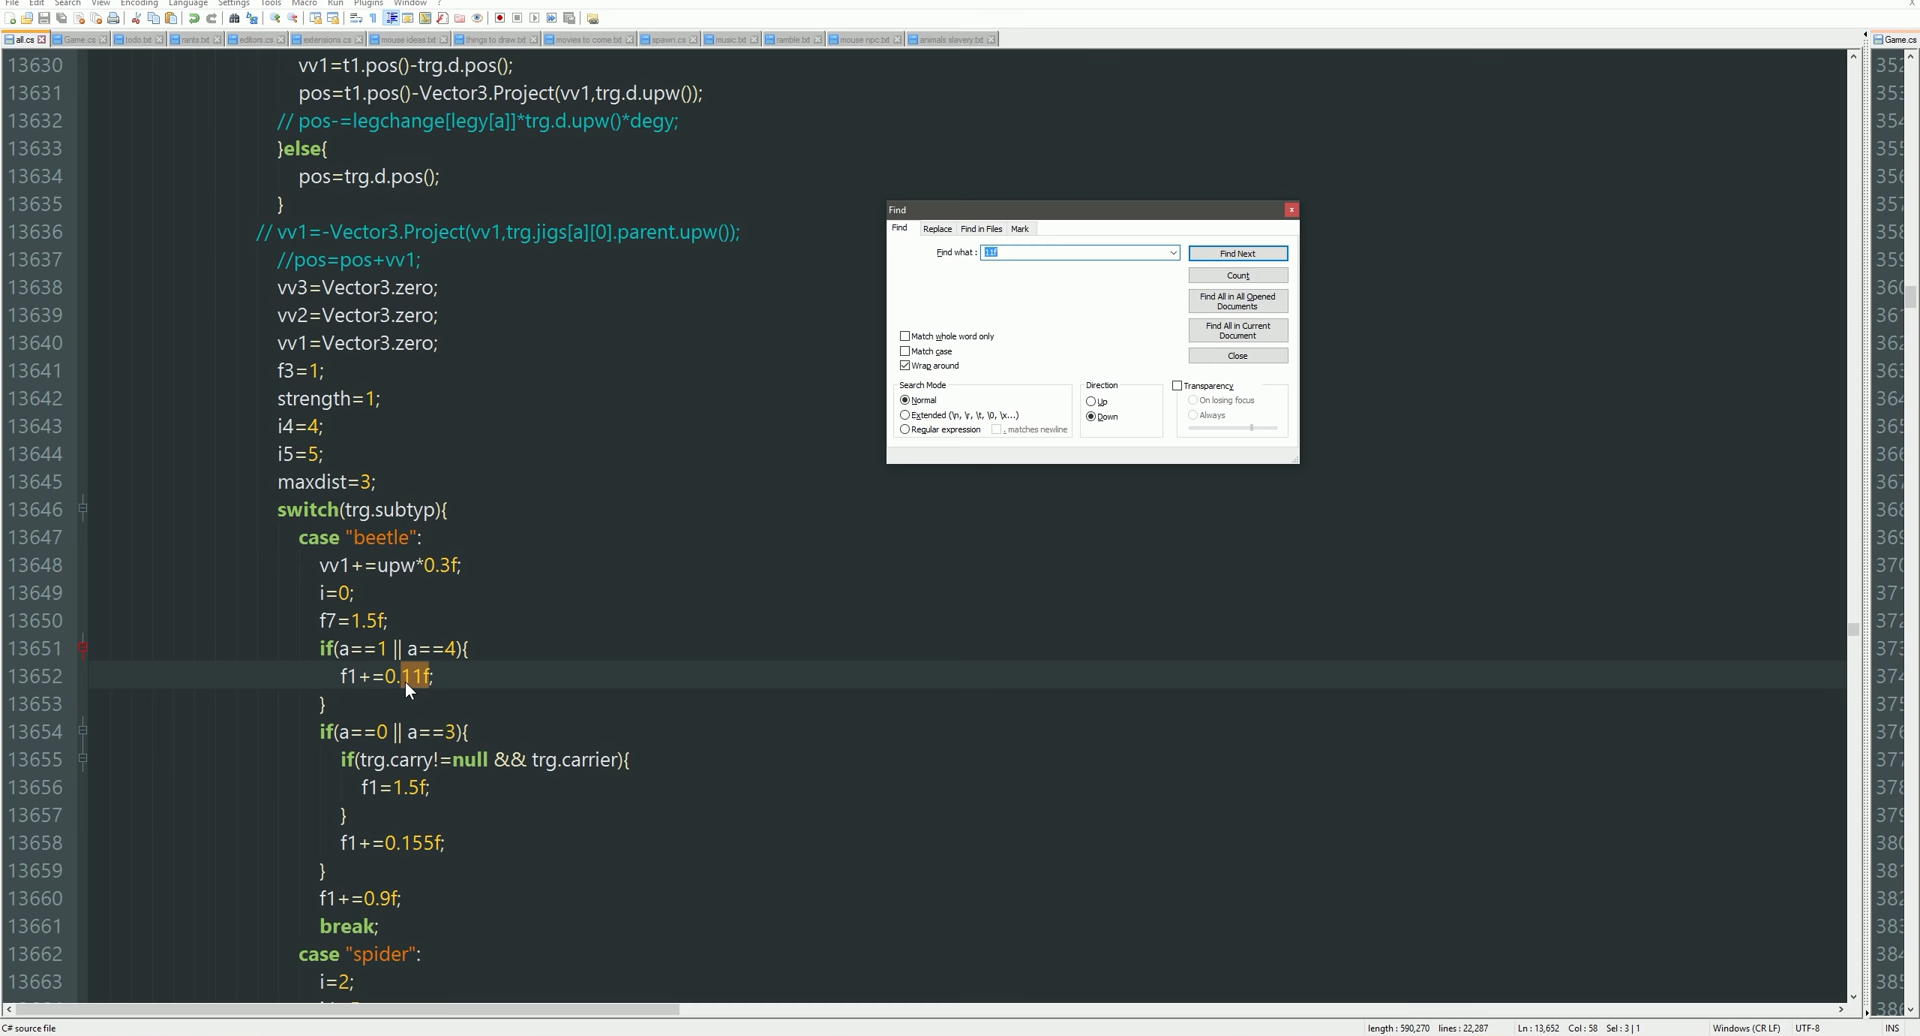 File Edit Search View Encoding Language Settings Tools Macro Run Plugins Window ?
all.cs Game.cs todo.txt rants.txt editors.cs extensions.cs mouse ideas.txt things to draw.txt movies to come.txt spawn.cs music.txt ramble.txt mouse npc.txt animals slavery.txt Game.cs
13630 vv1=t1.pos()-trg.d.pos();
13631 pos=t1.pos()-Vector3.Project(vv1,trg.d.upw());
13632 // pos-=legchange[legy[a]]*trg.d.upw()*degy;
13633 }else{
13634 pos=trg.d.pos();
13635 }
13636 // vv1=-Vector3.Project(vv1,trg.jigs[a][0].parent.upw());
13637 //pos=pos+vv1;
13638 vv3=Vector3.zero;
13639 vv2=Vector3.zero;
13640 vv1=Vector3.zero;
13641 f3=1;
13642 strength=1;
13643 i4=4;
13644 i5=5;
13645 maxdist=3;
13646 switch(trg.subtyp){
13647 case "beetle":
13648 vv1+=upw*0.3f;
13649 i=0;
13650 f7=1.5f;
13651 if(a==1 || a==4){
13652 f1+=0.11f;
13653 }
13654 if(a==0 || a==3){
13655 if(trg.carry!=null && trg.carrier){
13656 f1=1.5f;
13657 }
13658 f1+=0.155f;
13659 }
13660 f1+=0.9f;
13661 break;
13662 case "spider":
13663 i=2;
Find
Find Replace Find in Files Mark
Find what : 11f Find Next
Count
Find All in All Opened
Documents
Find All in Current
Document
Close
Match whole word only
Match case
Wrap around
Search Mode Direction Transparency
Normal Up On losing focus
Extended (\n, \r, \t, \0, \x...) Down Always
Regular expression . matches newline
C# source file length : 590,270 lines : 22,287 Ln : 13,652 Col : 58 Sel : 3 | 1 Windows (CR LF) UTF-8 INS